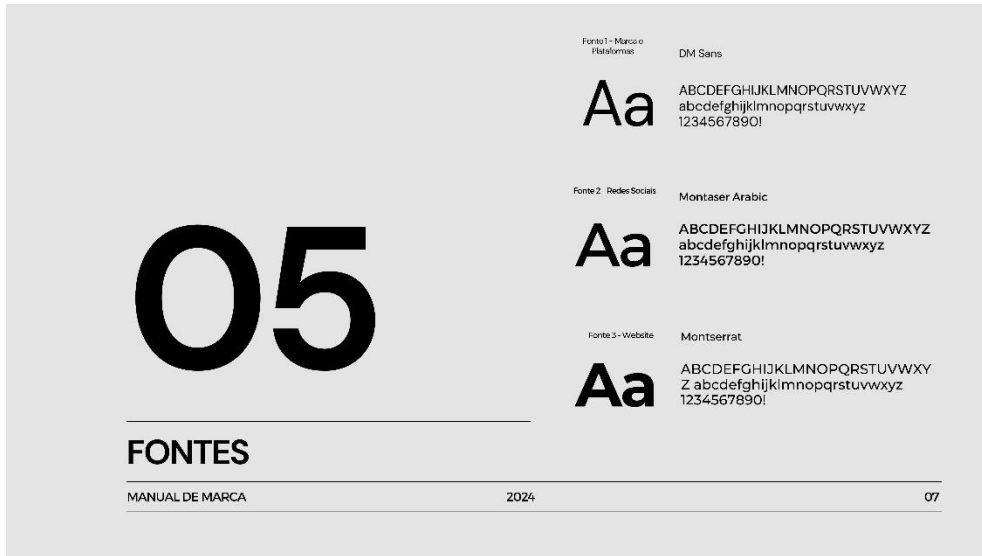 05
FONTES
Fonte 1 – Marca e
Plataformas
DM Sans
Aa
ABCDEFGHIJKLMNOPQRSTUVWXYZ
abcdefghijklmnopqrstuvwxyz
1234567890!
Fonte 2 Redes Sociais
Montaser Arabic
Aa
ABCDEFGHIJKLMNOPQRSTUVWXYZ
abcdefghijklmnopqrstuvwxyz
1234567890!
Fonte 3 - Website
Montserrat
Aa
ABCDEFGHIJKLMNOPQRSTUVWXY
Z abcdefghijklmnopqrstuvwxyz
1234567890!
MANUAL DE MARCA
2024
07